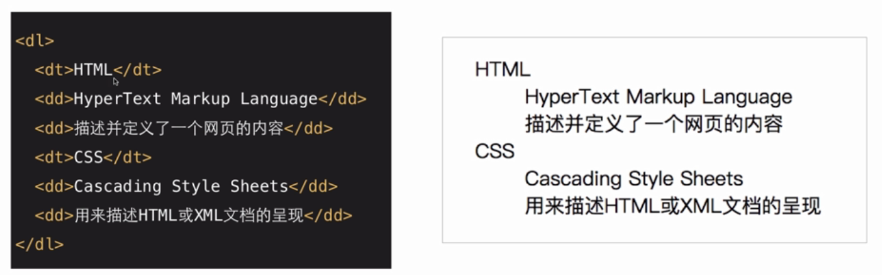 <dl>
<dt>HTML</dt>
<dd>HyperText Markup Language</dd>
<dd>描述并定义了一个网页的内容</dd>
<dt>CSS</dt>
<dd>Cascading Style Sheets</dd>
<dd>用来描述HTML或XML文档的呈现</dd>
</dl>
HTML
HyperText Markup Language
描述并定义了一个网页的内容
CSS
Cascading Style Sheets
用来描述HTML或XML文档的呈现